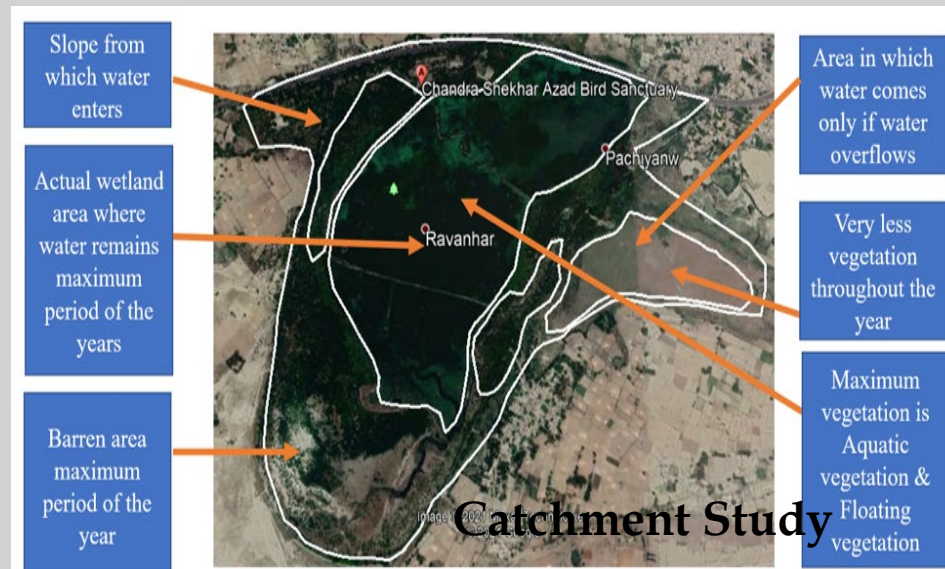 Slope from
which water
enters
Actual wetland
area where
water remains
maximum
period of the
years
Barren area
maximum
period of the
year
Chandra Shekhar Azad Bird Sanctuary
Pachiyanw
Ravanhar
Area in which
water comes
only if water
overflows
Very less
vegetation
throughout the
year
Maximum
vegetation is
Aquatic
vegetation &
Floating
vegetation
Catchment Study